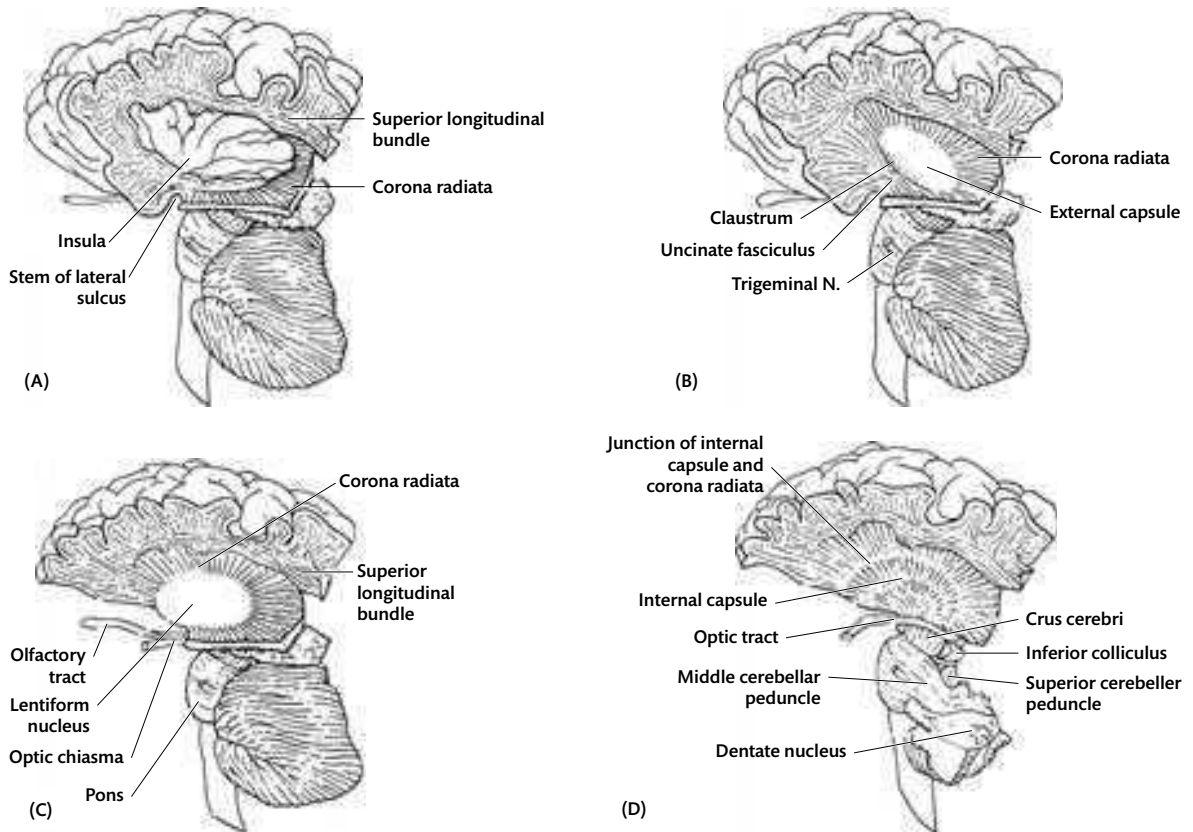 Superior longitudinal
bundle
Corona radiata
Insula
Stem of lateral
sulcus
(A)
Corona radiata
External capsule
Claustrum
Uncinate fasciculus
Trigeminal N.
(B)
Corona radiata
Superior
longitudinal
bundle
Olfactory
tract
Lentiform
nucleus
Optic chiasma
Pons
(C)
Junction of internal
capsule and
corona radiata
Internal capsule
Optic tract
Middle cerebellar
peduncle
Dentate nucleus
Crus cerebri
Inferior colliculus
Superior cerebeller
peduncle
(D)